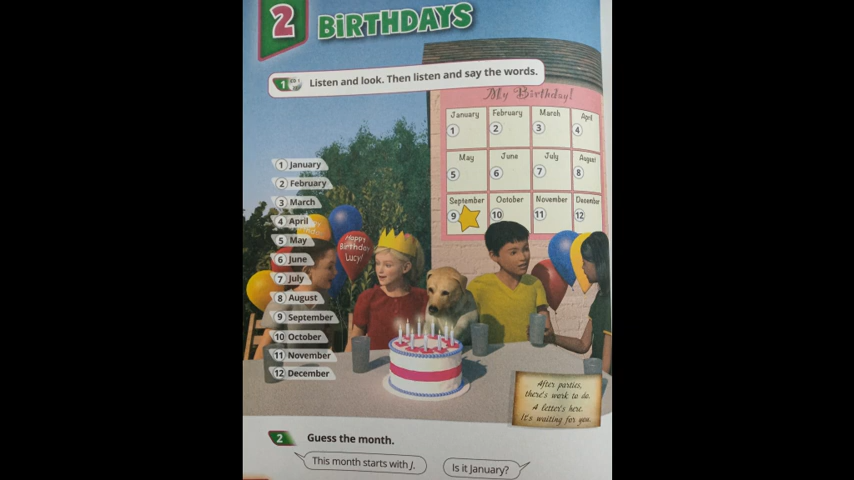 2 BIRTHDAYS
1 Listen and look. Then listen and say the words.
My Birthday!
January February March April
1 2 3 4
May June July August
5 6 7 8
September October November December
9 10 11 12
1 January
2 February
3 March
4 April
5 May
6 June
7 July
8 August
9 September
10 October
11 November
12 December
Happy
Birthday
Lucy!
After parties,
there's work to do.
A letter's here.
It's waiting for you.
2 Guess the month.
This month starts with J.
Is it January?